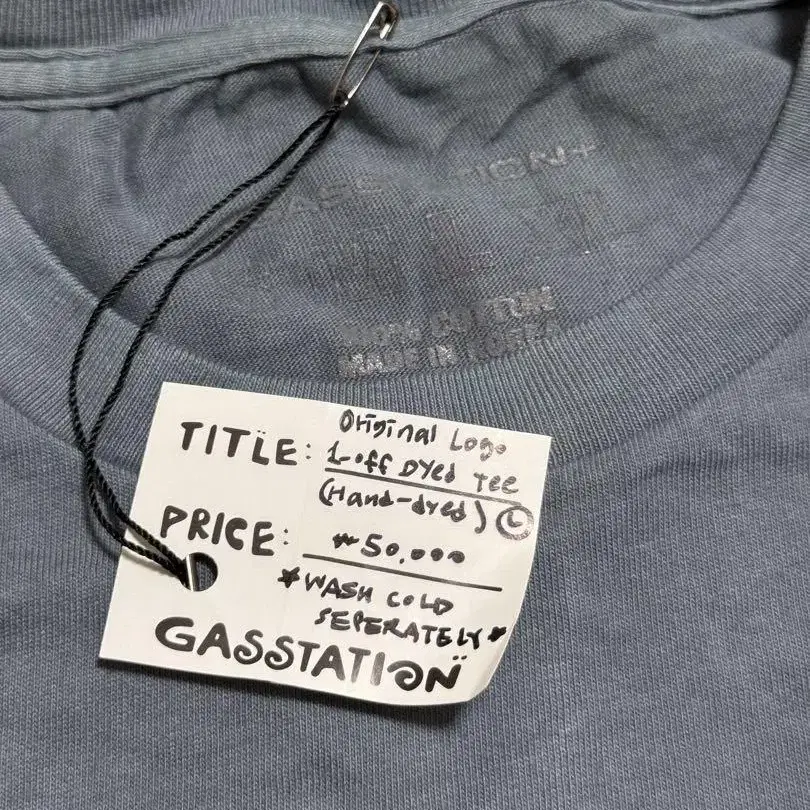 100% COTTON
MADE IN KOREA
TITLE: Original Logo
1-off Dyed Tee
(Hand-dyed) Ⓛ
PRICE: ₩50,000
★WASH COLD
SEPERATELY★
GASSTATION